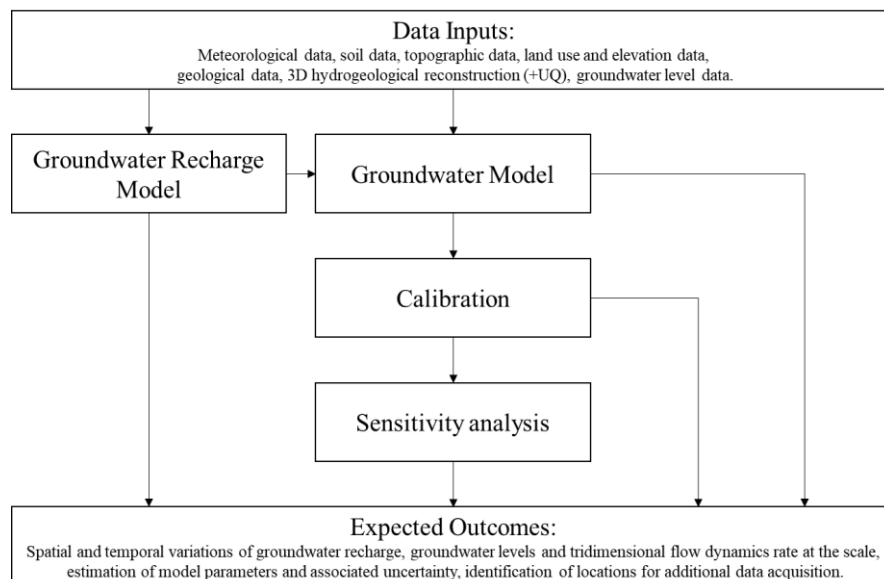 Data Inputs:
Meteorological data, soil data, topographic data, land use and elevation data,
geological data, 3D hydrogeological reconstruction (+UQ), groundwater level data.
Groundwater Recharge
Model
Groundwater Model
Calibration
Sensitivity analysis
Expected Outcomes:
Spatial and temporal variations of groundwater recharge, groundwater levels and tridimensional flow dynamics rate at the scale,
estimation of model parameters and associated uncertainty, identification of locations for additional data acquisition.